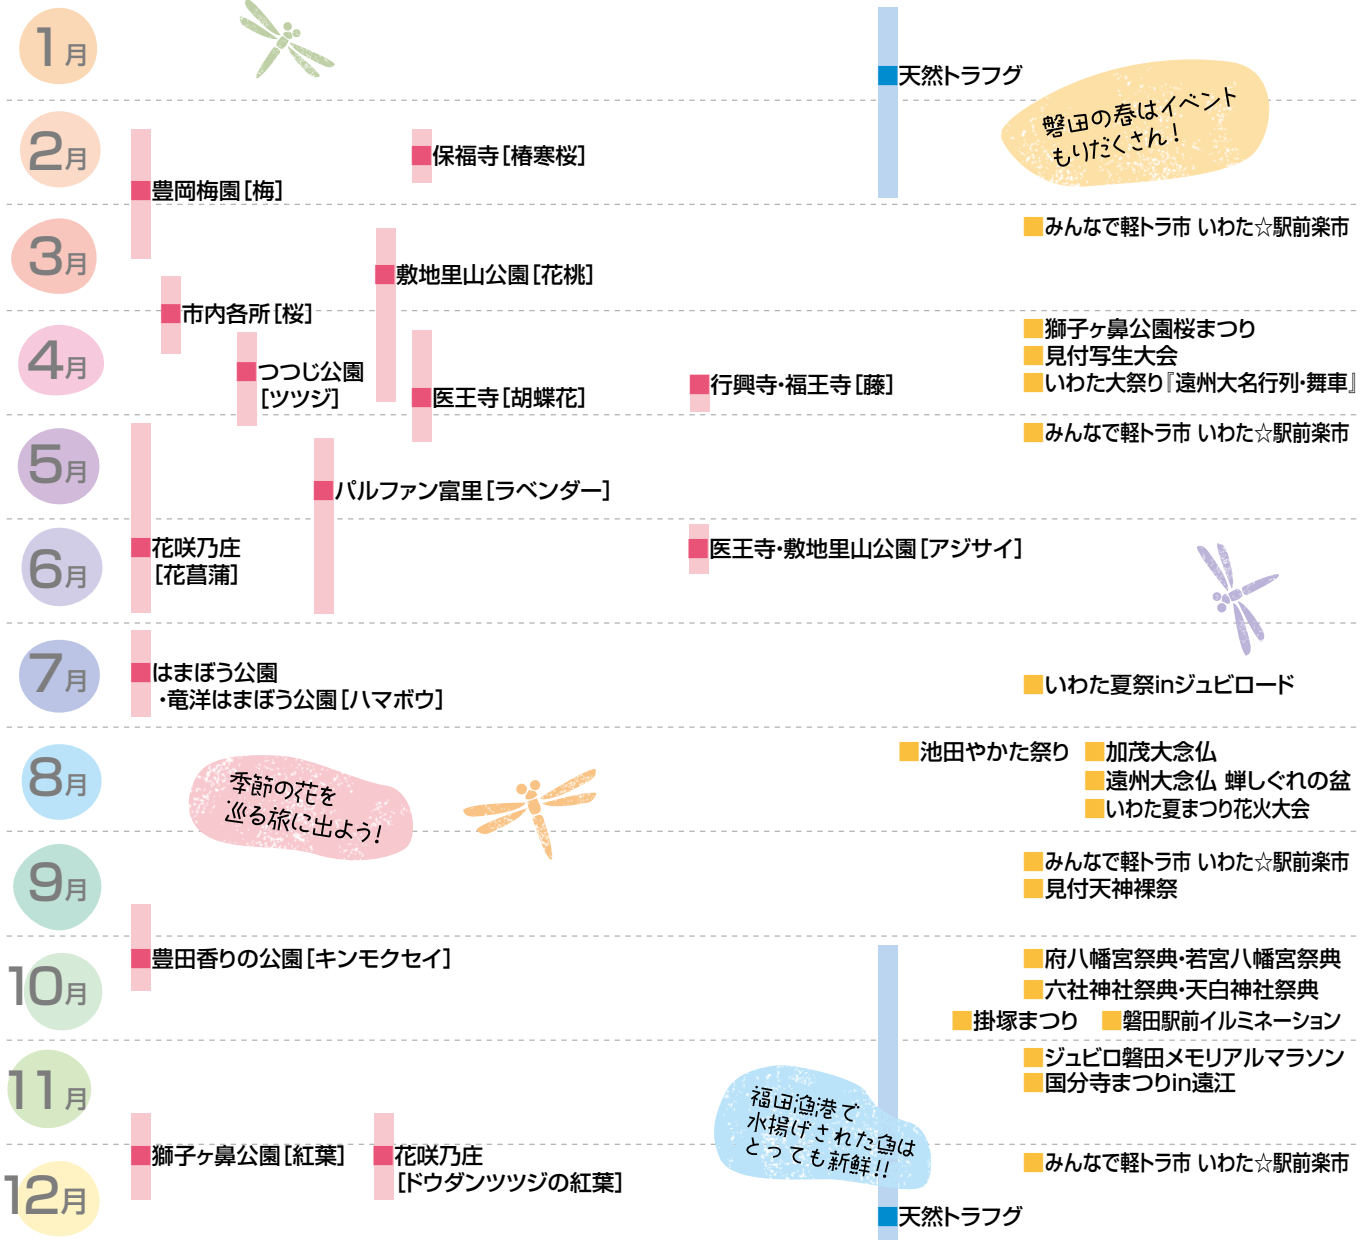 1月
天然トラフグ
磐田の春はイベント
もりだくさん!
2月
保福寺[椿寒桜]
豊岡梅園[梅]
3月
みんなで軽トラ市 いわた☆駅前楽市
敷地里山公園[花桃]
市内各所[桜]
4月
獅子ヶ鼻公園桜まつり
見付写生大会
いわた大祭り『遠州大名行列・舞車』
つつじ公園
[ツツジ]
医王寺[胡蝶花]
行興寺・福王寺[藤]
5月
みんなで軽トラ市 いわた☆駅前楽市
パルファン富里[ラベンダー]
6月
花咲乃庄
[花菖蒲]
医王寺・敷地里山公園[アジサイ]
7月
はまぼう公園
・竜洋はまぼう公園[ハマボウ]
いわた夏祭inジュビロード
8月
池田やかた祭り
加茂大念仏
遠州大念仏 蝉しぐれの盆
いわた夏まつり花火大会
季節の花を
巡る旅に出よう!
9月
みんなで軽トラ市 いわた☆駅前楽市
見付天神裸祭
10月
豊田香りの公園[キンモクセイ]
府八幡宮祭典・若宮八幡宮祭典
六社神社祭典・天白神社祭典
掛塚まつり
磐田駅前イルミネーション
11月
ジュビロ磐田メモリアルマラソン
国分寺まつりin遠江
福田漁港で
水揚げされた魚は
とっても新鮮!!
12月
獅子ヶ鼻公園[紅葉]
花咲乃庄
[ドウダンツツジの紅葉]
みんなで軽トラ市 いわた☆駅前楽市
天然トラフグ